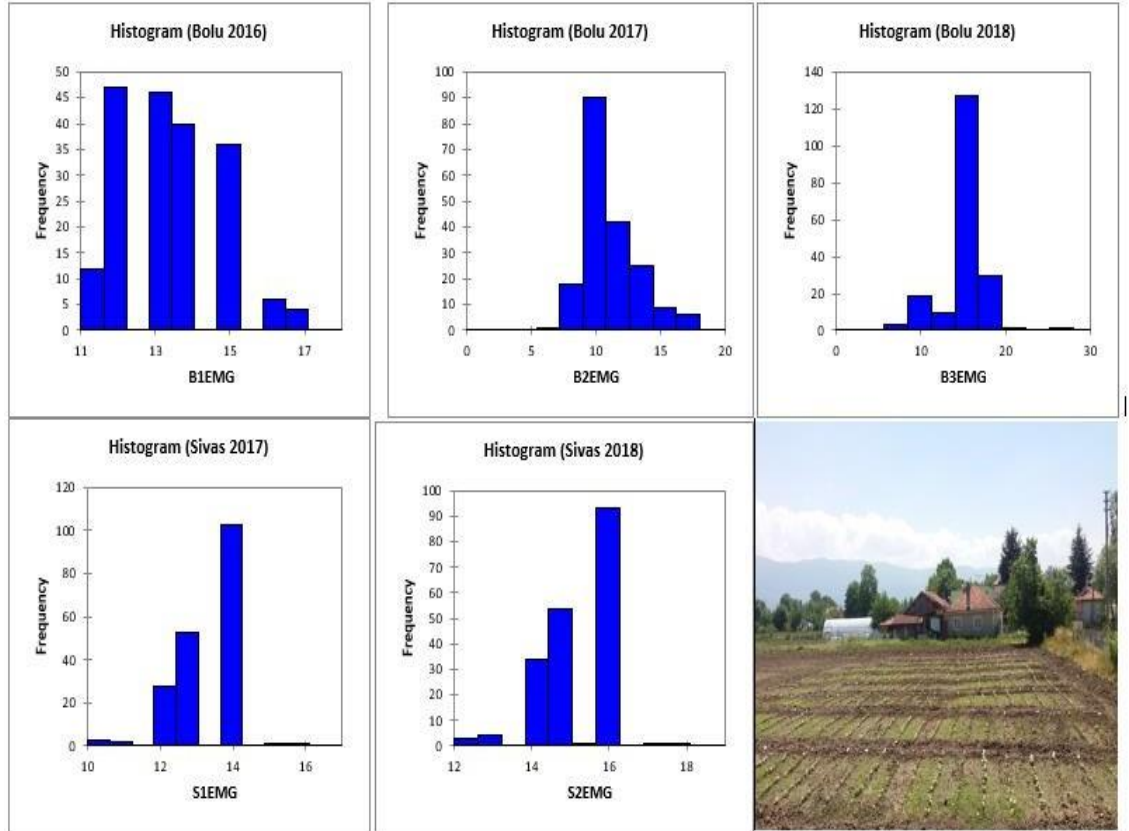 Histogram (Bolu 2016)
50
45
40
35
30
25
20
15
10
5
0
Frequency
11 13 15 17
B1EMG
Histogram (Bolu 2017)
100
90
80
70
60
50
40
30
20
10
0
Frequency
0 5 10 15 20
B2EMG
Histogram (Bolu 2018)
140
120
100
80
60
40
20
0
Frequency
0 10 20 30
B3EMG
Histogram (Sivas 2017)
120
100
80
60
40
20
0
Frequency
10 12 14 16
S1EMG
Histogram (Sivas 2018)
100
90
80
70
60
50
40
30
20
10
0
Frequency
12 14 16 18
S2EMG